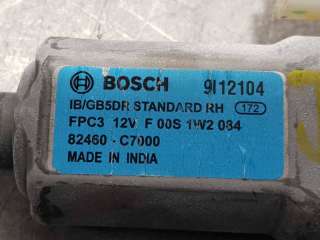 BOSCH 9I12104
IB/GB5DR STANDARD RH 172
FPC3 12V F 00S 1W2 084
82460 - C7000
MADE IN INDIA